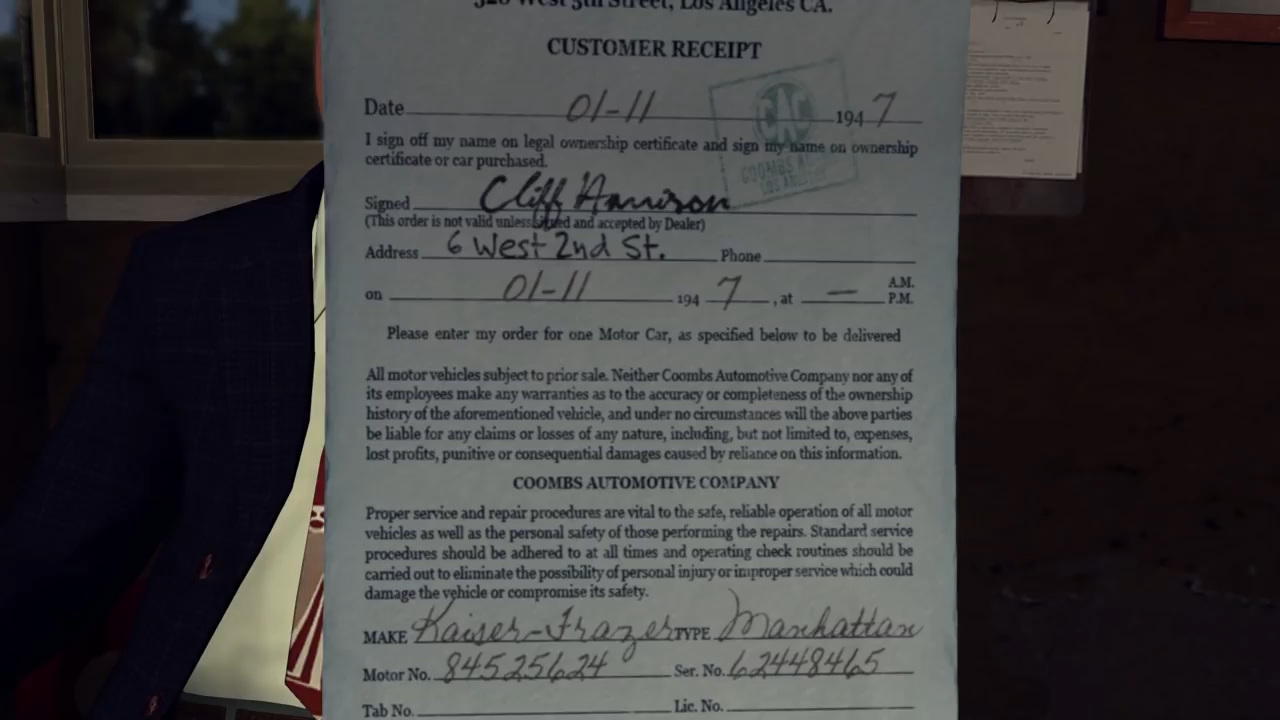 West 5th Street, Los Angeles CA.
CUSTOMER RECEIPT
Date 01-11 1947
I sign off my name on legal ownership certificate and sign my name on ownership
certificate or car purchased.
CAC
COOMBS
LOS
Signed Cliff Harrison
(This order is not valid unless signed and accepted by Dealer)
Address 6 West 2nd St. Phone
on 01-11 1947, at — A.M.
P.M.
Please enter my order for one Motor Car, as specified below to be delivered
All motor vehicles subject to prior sale. Neither Coombs Automotive Company nor any of
its employees make any warranties as to the accuracy or completeness of the ownership
history of the aforementioned vehicle, and under no circumstances will the above parties
be liable for any claims or losses of any nature, including, but not limited to, expenses,
lost profits, punitive or consequential damages caused by reliance on this information.
COOMBS AUTOMOTIVE COMPANY
Proper service and repair procedures are vital to the safe, reliable operation of all motor
vehicles as well as the personal safety of those performing the repairs. Standard service
procedures should be adhered to at all times and operating check routines should be
carried out to eliminate the possibility of personal injury or improper service which could
damage the vehicle or compromise its safety.
MAKE Kaiser-Frazer TYPE Manhattan
Motor No. 84525624 Ser. No. 62448465
Tab No. Lic. No.